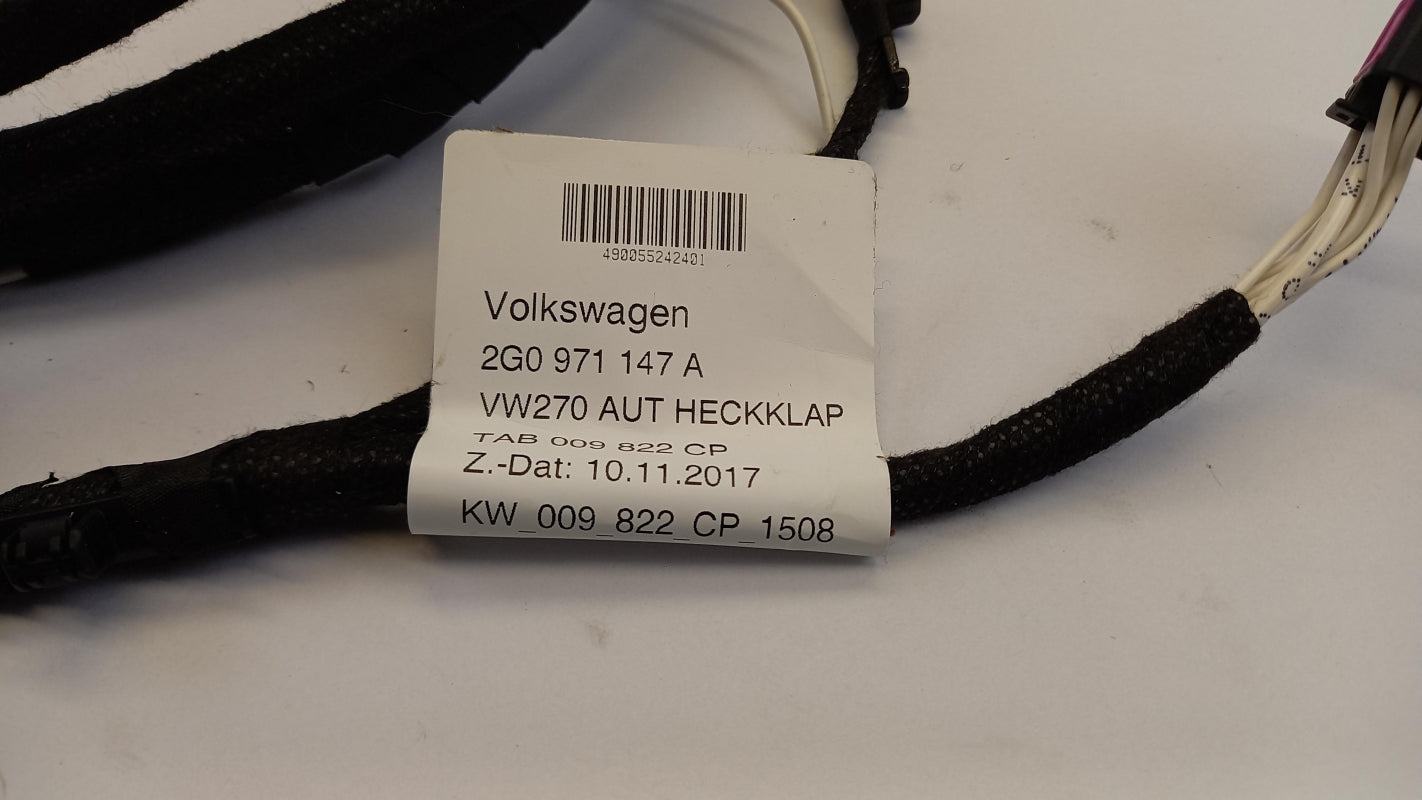 490055242401
Volkswagen
2G0 971 147 A
VW270 AUT HECKKLAP
TAB 009 822 CP
Z.-Dat: 10.11.2017
KW_009_822_CP_1508